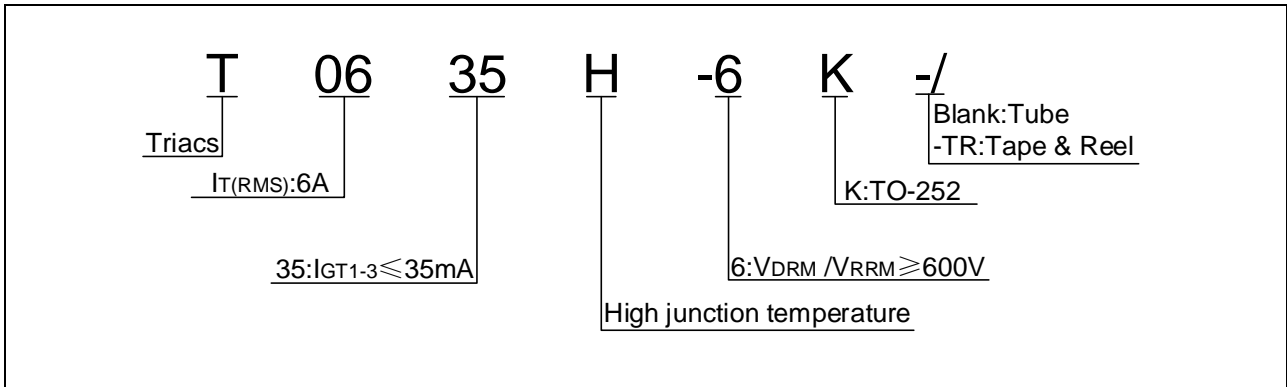 T 06 35 H -6 K -/
Blank:Tube
Triacs
-TR:Tape & Reel
IT(RMS):6A
K:TO-252
35:IGT1-3≤35mA
6:VDRM /VRRM≥600V
High junction temperature